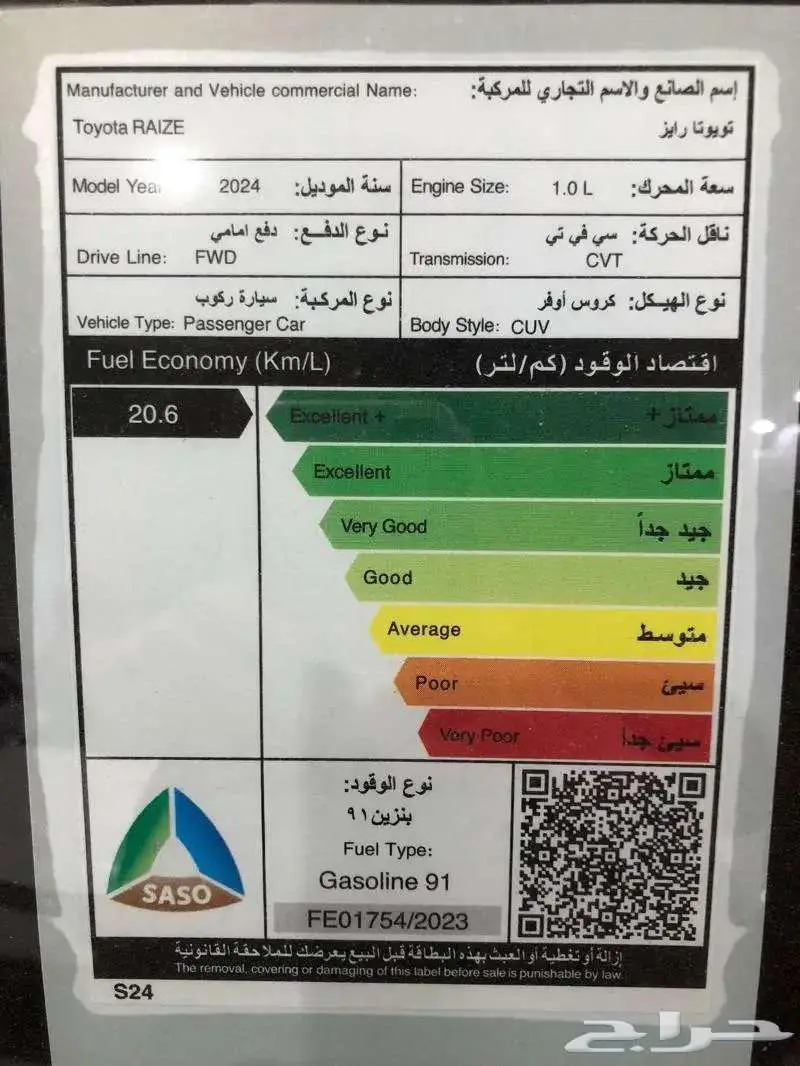 Manufacturer and Vehicle commercial Name: إسم الصانع والاسم التجاري للمركبة:
Toyota RAIZE تويوتا رايز
Model Year 2024 سنة الموديل:
Engine Size: 1.0 L سعة المحرك:
نوع الدفـــع: دفع امامي
Drive Line: FWD
ناقل الحركة: سي في تي
Transmission: CVT
نوع المركبة: سيارة ركوب
Vehicle Type: Passenger Car
نوع الهيكل: كروس أوفر
Body Style: CUV
Fuel Economy (Km/L) اقتصاد الوقود (كم/لتر)
20.6
Excellent + ممتاز+
Excellent ممتاز
Very Good جيد جداً
Good جيد
Average متوسط
Poor سيئ
Very Poor سيئ جداً
SASO
نوع الوقود:
بنزين ٩١
Fuel Type:
Gasoline 91
FE01754/2023
إزالة أو تغطية أو العبث بهذه البطاقة قبل البيع يعرضك للملاحقة القانونية
The removal, covering or damaging of this label before sale is punishable by law.
S24
حراج